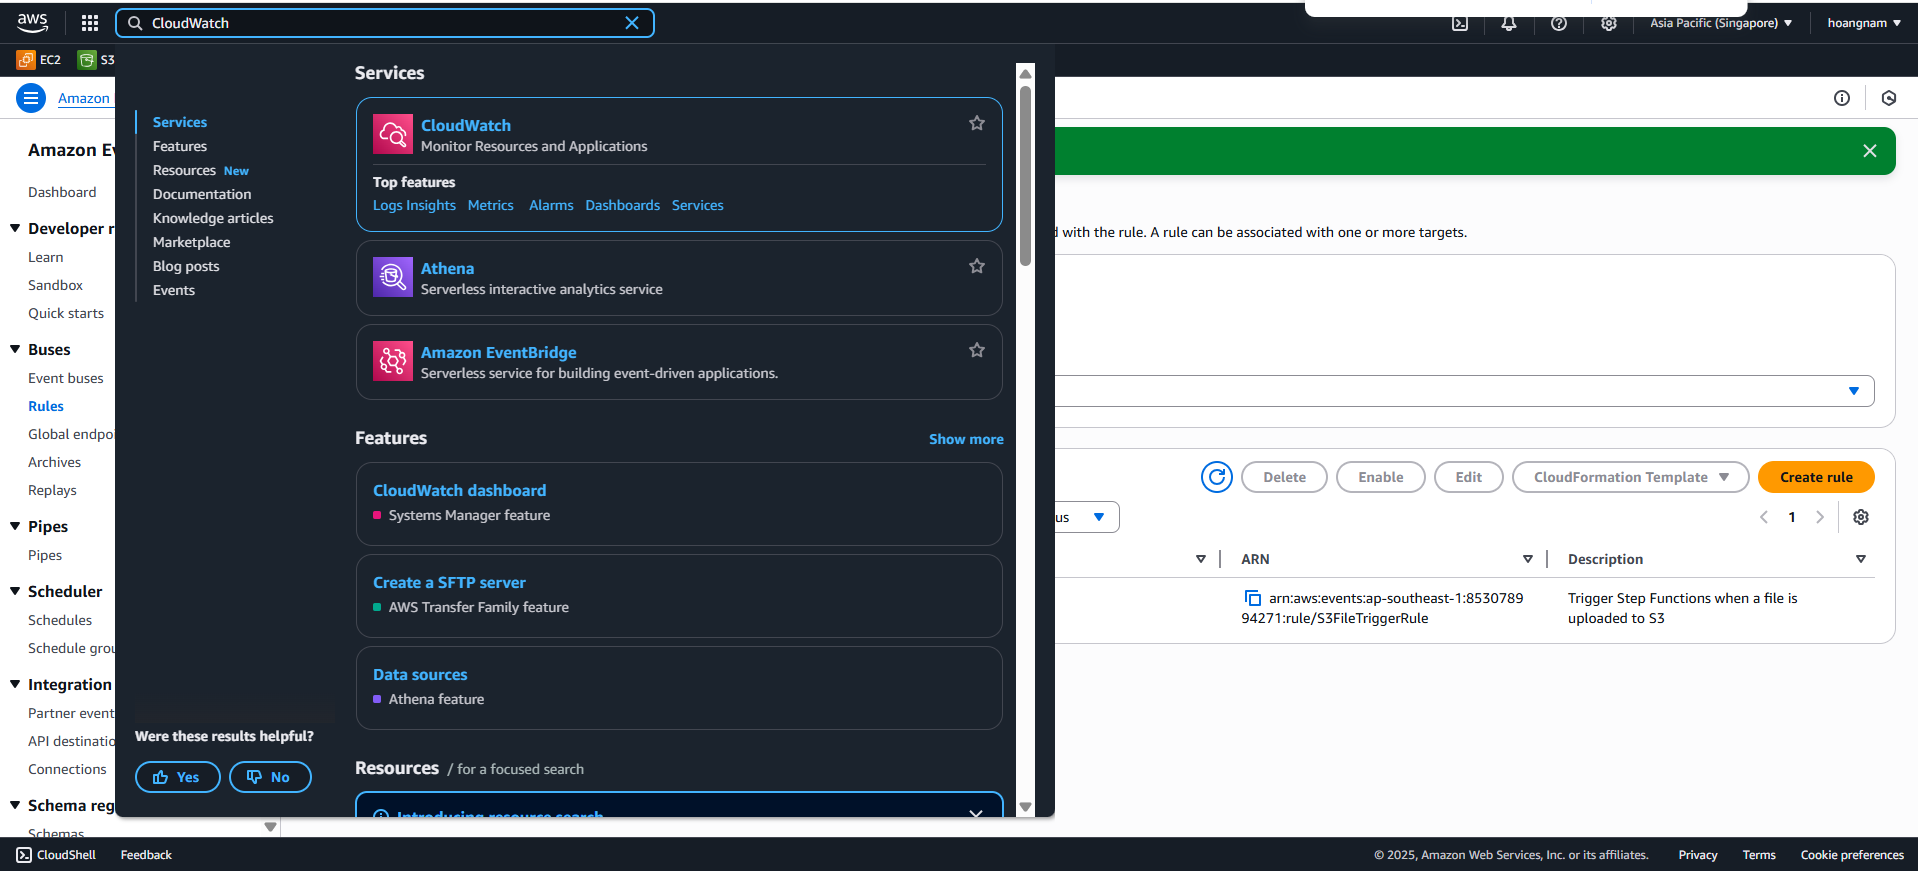 aws
CloudWatch
Asia Pacific (Singapore)
hoangnam
EC2
S3
Amazon
Amazon Ev
Dashboard
Developer r
Learn
Sandbox
Quick starts
Buses
Event buses
Rules
Global endpoi
Archives
Replays
Pipes
Pipes
Scheduler
Schedules
Schedule grou
Integration
Partner event
API destinatio
Connections
Schema reg
Schemas
Services
Features
Resources New
Documentation
Knowledge articles
Marketplace
Blog posts
Events
Were these results helpful?
Yes
No
Services
CloudWatch
Monitor Resources and Applications
Top features
Logs Insights Metrics Alarms Dashboards Services
Athena
Serverless interactive analytics service
Amazon EventBridge
Serverless service for building event-driven applications.
Features
Show more
CloudWatch dashboard
Systems Manager feature
Create a SFTP server
AWS Transfer Family feature
Data sources
Athena feature
Resources / for a focused search
Introducing resource search
d with the rule. A rule can be associated with one or more targets.
Delete
Enable
Edit
CloudFormation Template
Create rule
us
1
ARN
Description
arn:aws:events:ap-southeast-1:8530789
94271:rule/S3FileTriggerRule
Trigger Step Functions when a file is
uploaded to S3
CloudShell
Feedback
© 2025, Amazon Web Services, Inc. or its affiliates.
Privacy
Terms
Cookie preferences